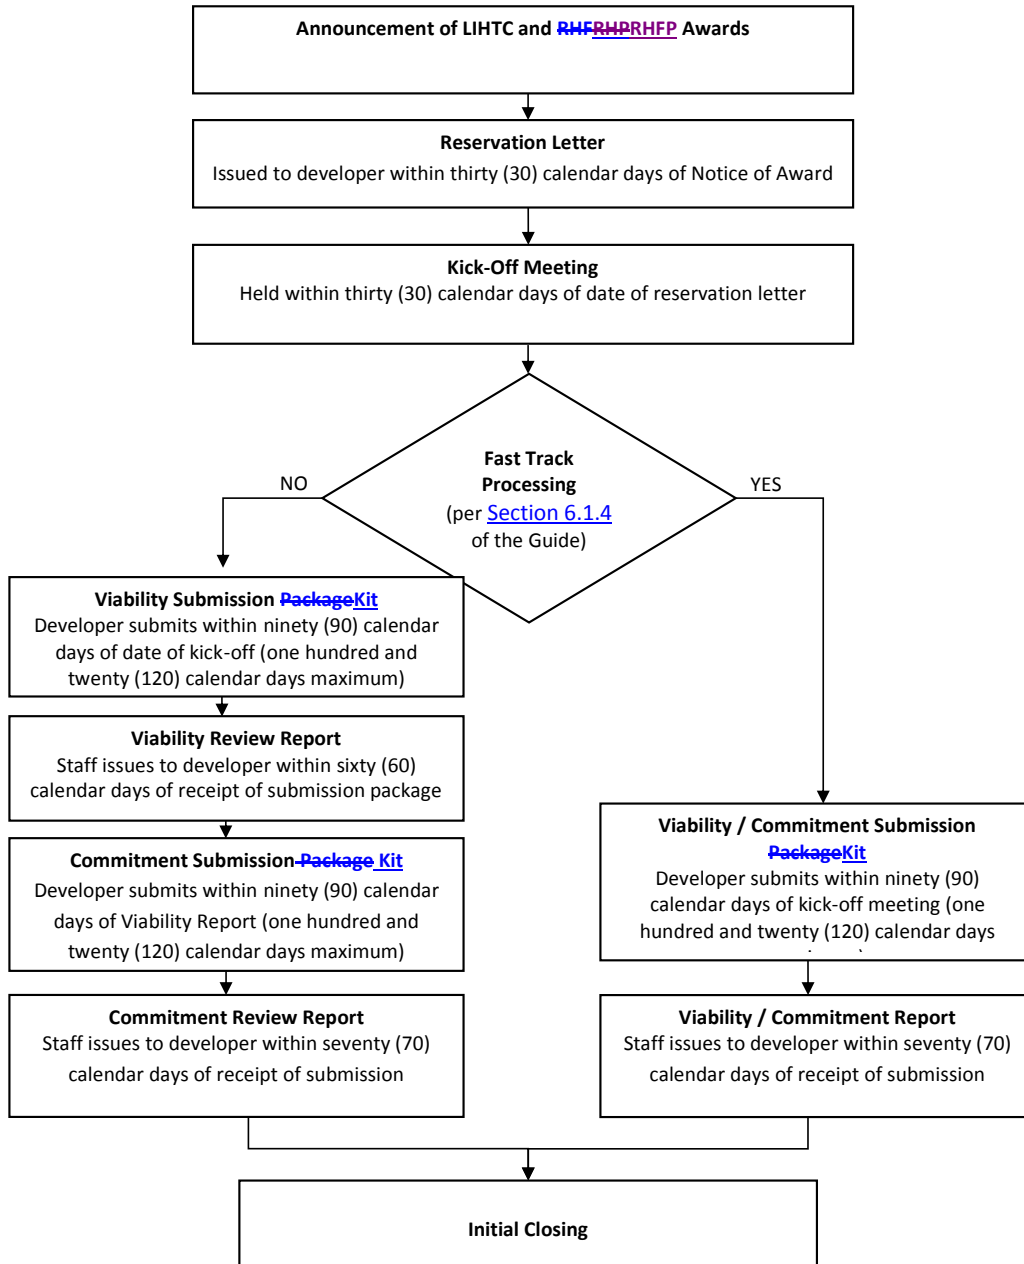 Announcement of LIHTC and RHFRHPRHFP Awards
Reservation Letter
Issued to developer within thirty (30) calendar days of Notice of Award
Kick-Off Meeting
Held within thirty (30) calendar days of date of reservation letter
Fast Track
Processing
(per Section 6.1.4
of the Guide)
NO
YES
Viability Submission PackageKit
Developer submits within ninety (90) calendar
days of date of kick-off (one hundred and
twenty (120) calendar days maximum)
Viability Review Report
Staff issues to developer within sixty (60)
calendar days of receipt of submission package
Commitment Submission Package Kit
Developer submits within ninety (90) calendar
days of Viability Report (one hundred and
twenty (120) calendar days maximum)
Commitment Review Report
Staff issues to developer within seventy (70)
calendar days of receipt of submission
Viability / Commitment Submission
PackageKit
Developer submits within ninety (90)
calendar days of kick-off meeting (one
hundred and twenty (120) calendar days
Viability / Commitment Report
Staff issues to developer within seventy (70)
calendar days of receipt of submission
Initial Closing